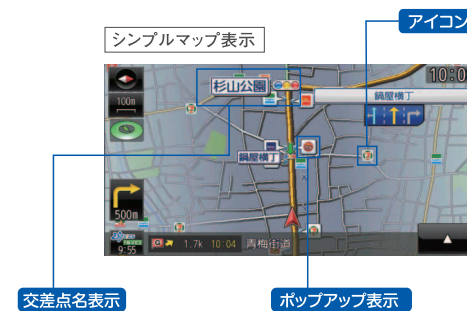 アイコン
シンプルマップ表示
杉山公園
10:0
100m
鍋屋横丁
鍋屋横丁
500m
9:55
1.7k 10:04 青梅街道
交差点名表示
ポップアップ表示